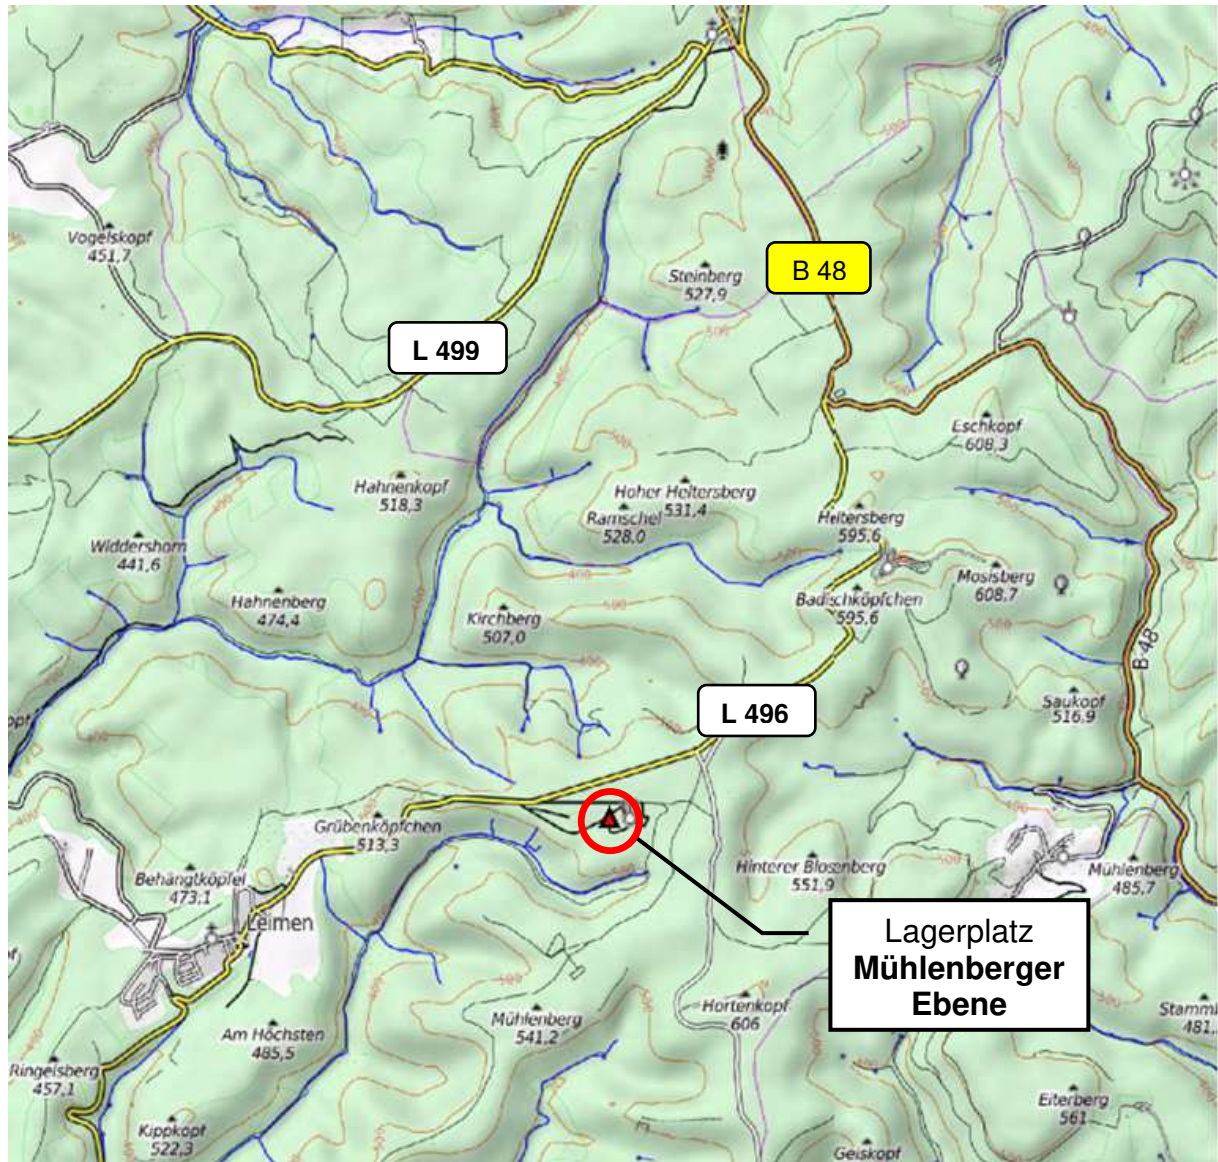 Vogelskopf
451,7
Steinberg
527,9
B 48
L 499
Eschkopf
608,3
Hahnenkopf
518,3
Hoher Heltersberg
531,4
Ramschel
528,0
Heltersberg
595,6
Widdershorn
441,6
Mosisberg
608,7
Hahnenberg
474,4
Kirchberg
507,0
Badischköpfchen
595,6
B 48
Saukopf
516,9
L 496
Grübenköpfchen
513,3
Behängtköpfel
473,1
Leimen
Hinterer Blosenberg
551,9
Mühlenberg
485,7
Lagerplatz
Mühlenberger
Ebene
Hortenkopf
606
Mühlenberg
541,2
Am Höchsten
485,5
Ringelsberg
457,1
Kippkopf
522,3
Eiterberg
561
Geiskopf
Stamm
481,